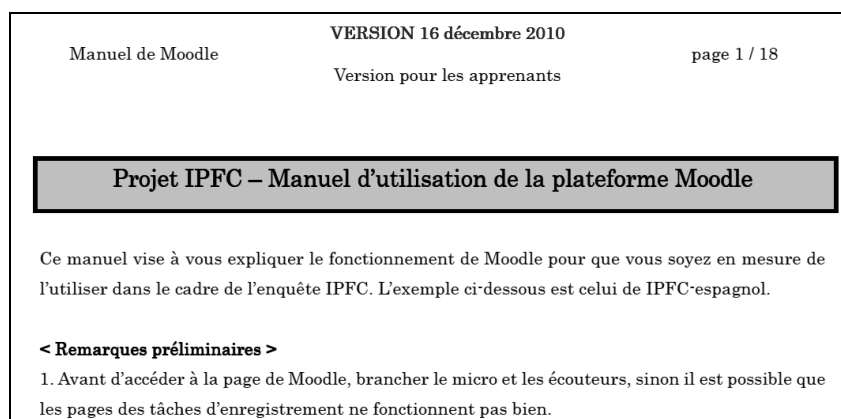 VERSION 16 décembre 2010
Manuel de Moodle
page 1 / 18
Version pour les apprenants
Projet IPFC – Manuel d'utilisation de la plateforme Moodle
Ce manuel vise à vous expliquer le fonctionnement de Moodle pour que vous soyez en mesure de
l'utiliser dans le cadre de l'enquête IPFC. L'exemple ci-dessous est celui de IPFC-espagnol.
< Remarques préliminaires >
1. Avant d'accéder à la page de Moodle, brancher le micro et les écouteurs, sinon il est possible que
les pages des tâches d'enregistrement ne fonctionnent pas bien.